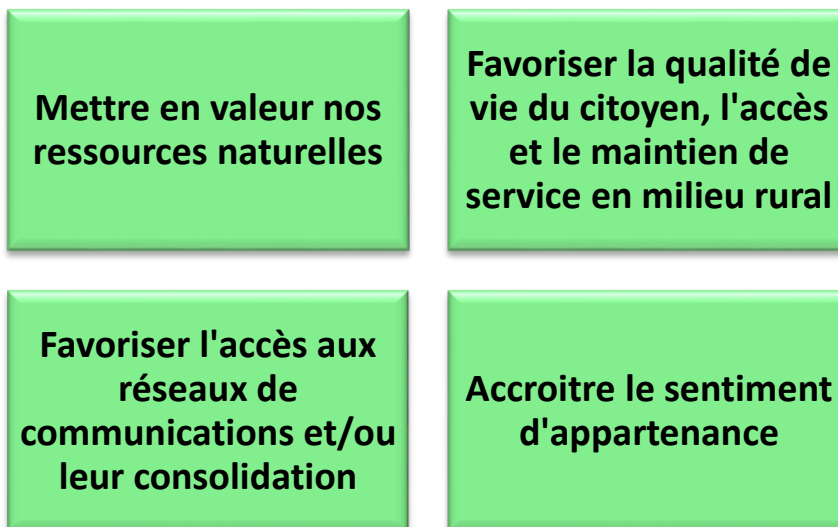 Mettre en valeur nos
ressources naturelles
Favoriser la qualité de
vie du citoyen, l'accès
et le maintien de
service en milieu rural
Favoriser l'accès aux
réseaux de
communications et/ou
leur consolidation
Accroitre le sentiment
d'appartenance